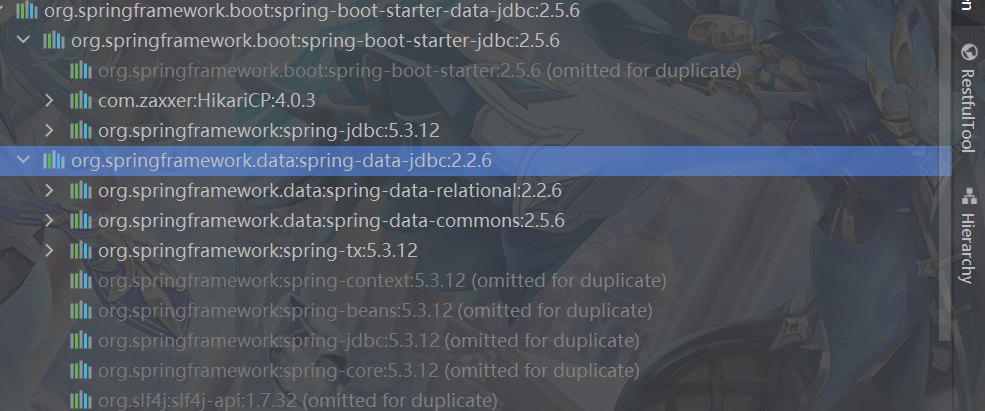 org.springframework.boot:spring-boot-starter-data-jdbc:2.5.6
org.springframework.boot:spring-boot-starter-jdbc:2.5.6
org.springframework.boot:spring-boot-starter:2.5.6 (omitted for duplicate)
com.zaxxer:HikariCP:4.0.3
org.springframework:spring-jdbc:5.3.12
org.springframework.data:spring-data-jdbc:2.2.6
org.springframework.data:spring-data-relational:2.2.6
org.springframework.data:spring-data-commons:2.5.6
org.springframework:spring-tx:5.3.12
org.springframework:spring-context:5.3.12 (omitted for duplicate)
org.springframework:spring-beans:5.3.12 (omitted for duplicate)
org.springframework:spring-jdbc:5.3.12 (omitted for duplicate)
org.springframework:spring-core:5.3.12 (omitted for duplicate)
org.slf4j:slf4j-api:1.7.32 (omitted for duplicate)
RestfulTool
Hierarchy